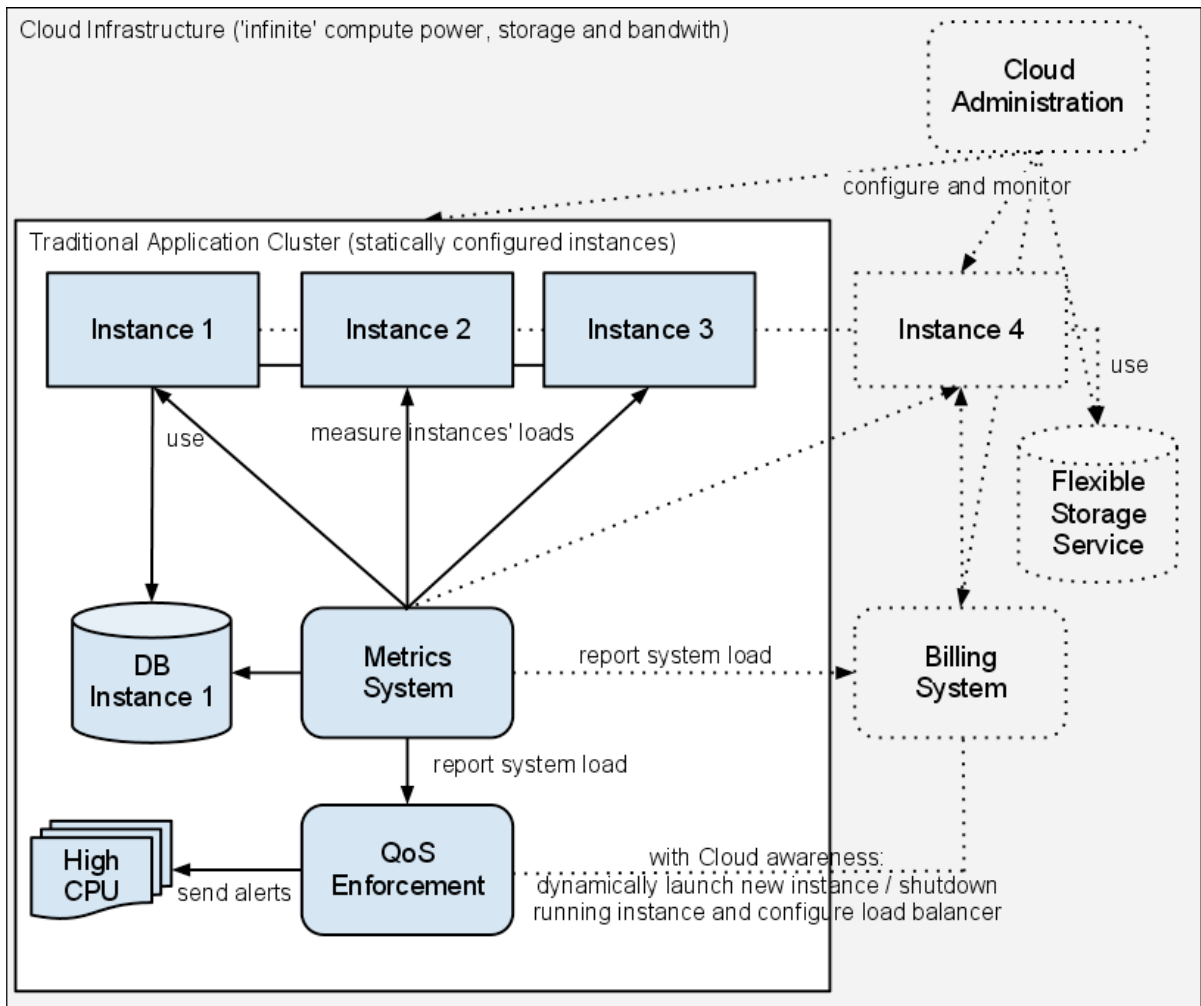 Cloud Infrastructure ('infinite' compute power, storage and bandwith)
Cloud
Administration
configure and monitor
Traditional Application Cluster (statically configured instances)
Instance 1
Instance 2
Instance 3
Instance 4
use
use
measure instances' loads
Flexible
Storage
Service
DB
Instance 1
Metrics
System
report system load
Billing
System
report system load
High
CPU
send alerts
QoS
Enforcement
with Cloud awareness:
dynamically launch new instance / shutdown
running instance and configure load balancer